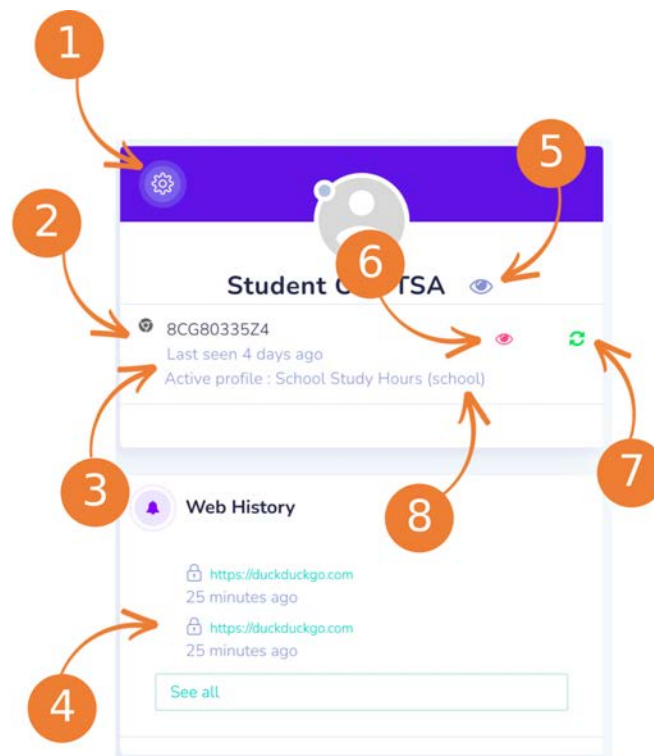 1
5
2
6
Student TSA
8CG80335Z4
Last seen 4 days ago
Active profile : School Study Hours (school)
3
7
8
Web History
https://duckduckgo.com
25 minutes ago
https://duckduckgo.com
25 minutes ago
4
See all